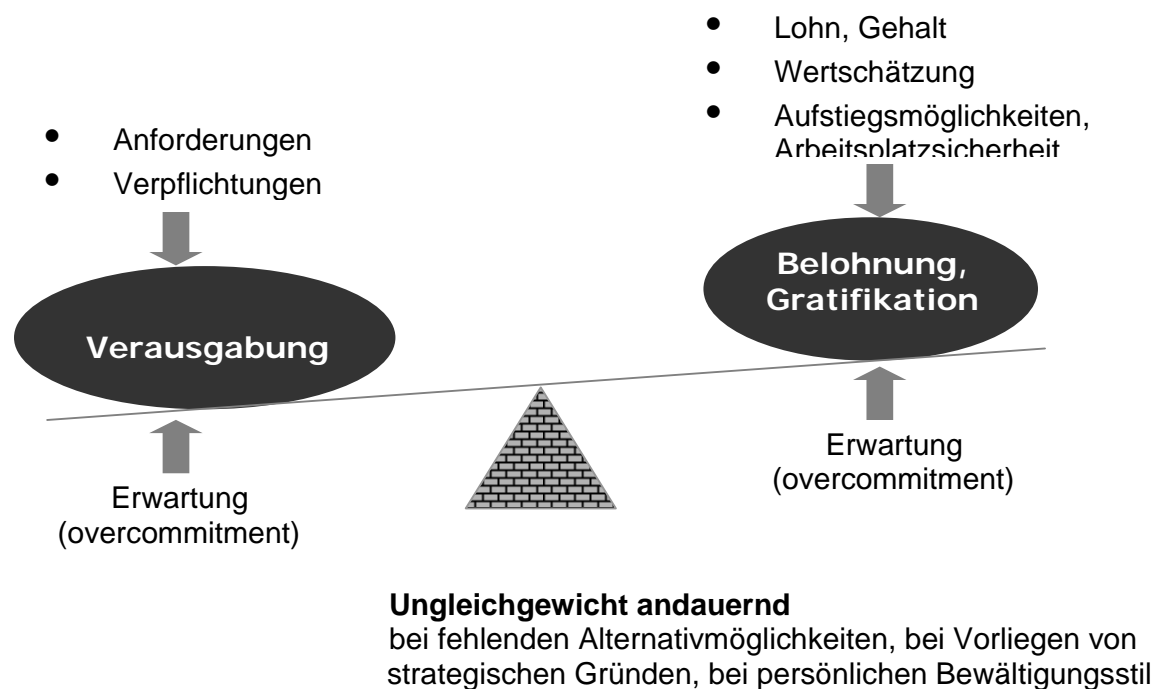 • Lohn, Gehalt
• Wertschätzung
• Aufstiegsmöglichkeiten,
Arbeitsplatzsicherheit
• Anforderungen
• Verpflichtungen
Belohnung,
Gratifikation
Verausgabung
Erwartung
(overcommitment)
Erwartung
(overcommitment)
Ungleichgewicht andauernd
bei fehlenden Alternativmöglichkeiten, bei Vorliegen von
strategischen Gründen, bei persönlichen Bewältigungsstil